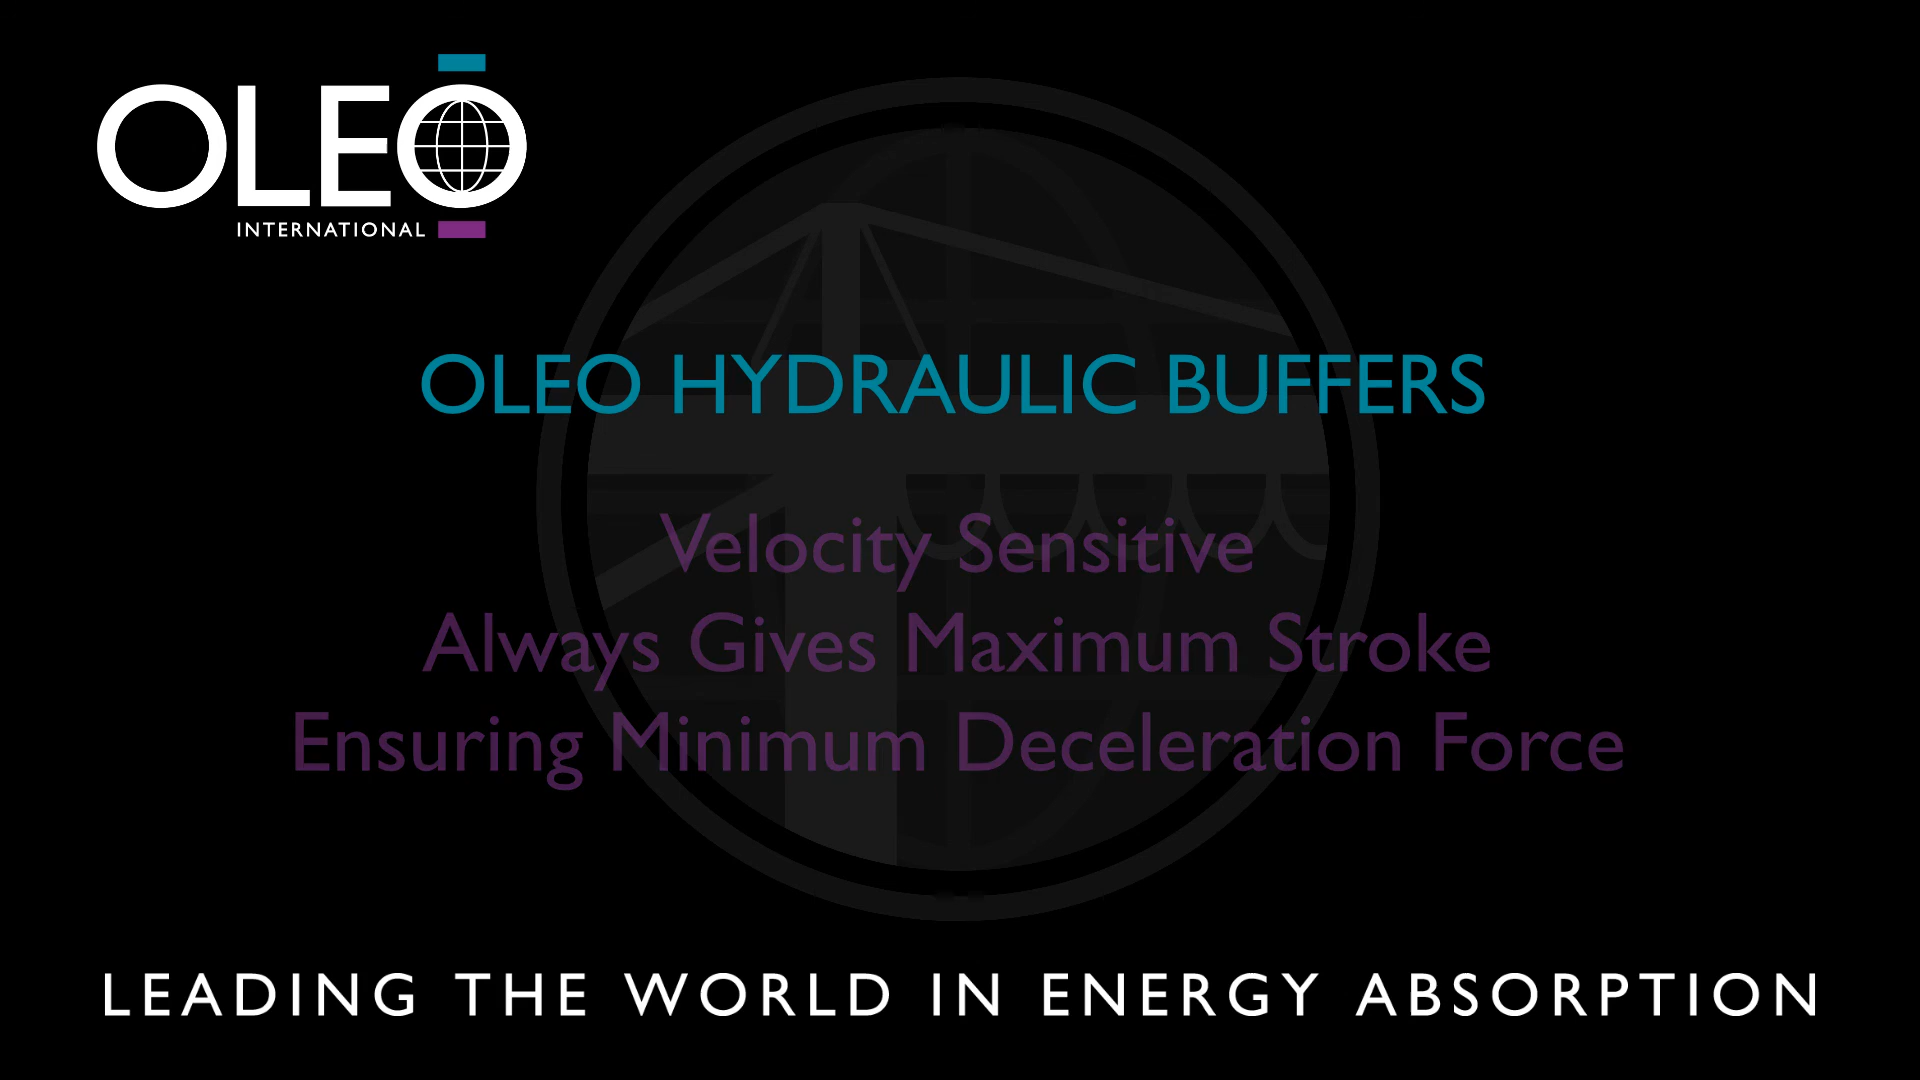 OLEO
INTERNATIONAL
OLEO HYDRAULIC BUFFERS
Velocity Sensitive
Always Gives Maximum Stroke
Ensuring Minimum Deceleration Force
LEADING THE WORLD IN ENERGY ABSORPTION